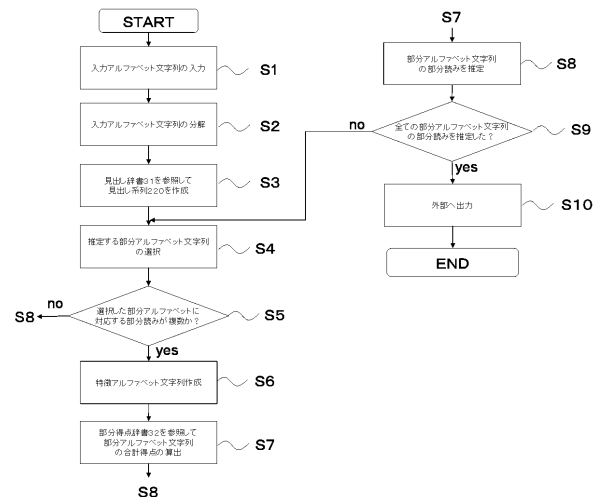 START
入力アルファベット文字列の入力
S1
入力アルファベット文字列の分解
S2
見出し辞書31を参照して
見出し系列220を作成
S3
推定する部分アルファベット文字列
の選択
S4
選択した部分アルファベットに
対応する部分読みが複数か？
S5
no
S8
yes
特徴アルファベット文字列作成
S6
部分得点辞書32を参照して
部分アルファベット文字列
の合計得点の算出
S7
S8
S7
部分アルファベット文字列
の部分読みを推定
S8
全ての部分アルファベット文字列
の部分読みを推定した？
S9
no
yes
外部へ出力
S10
END